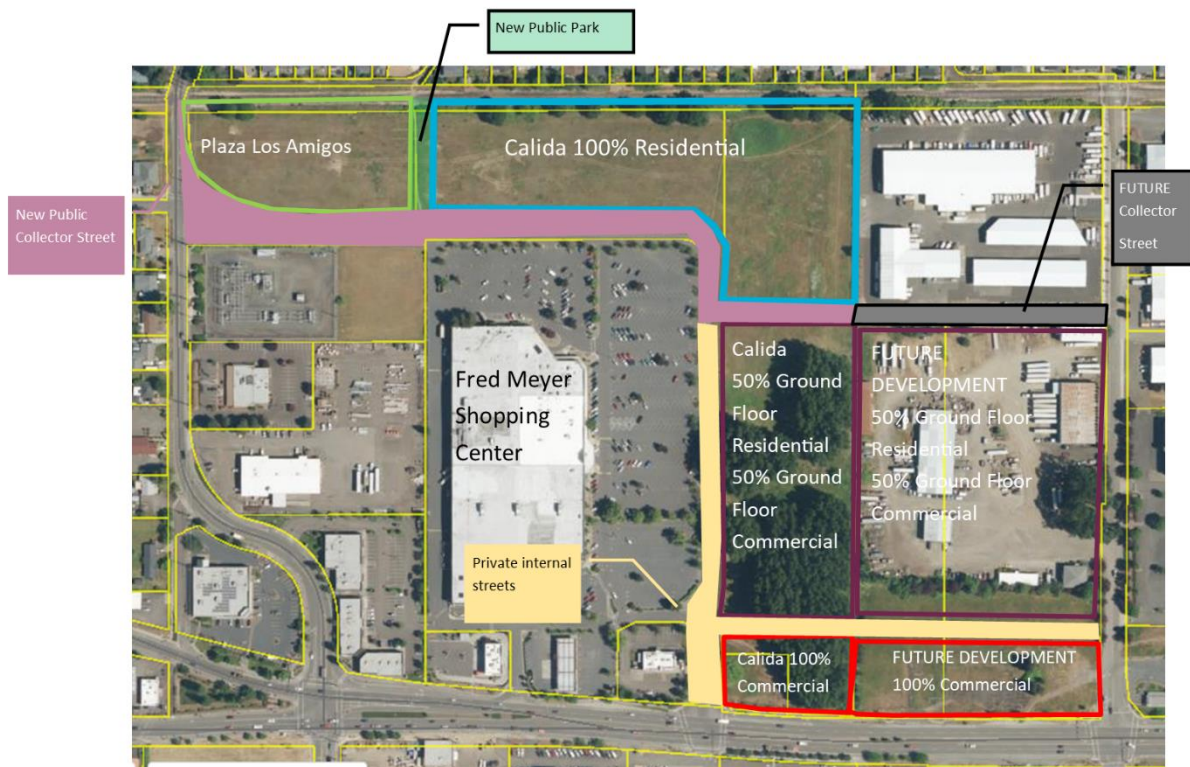 New Public Park
Plaza Los Amigos
Calida 100% Residential
New Public
Collector Street
FUTURE
Collector
Street
Fred Meyer
Shopping
Center
Calida
50% Ground
Floor
Residential
50% Ground
Floor
Commercial
FUTURE
DEVELOPMENT
50% Ground Floor
Residential
50% Ground Floor
Commercial
Private internal
streets
Calida 100%
Commercial
FUTURE DEVELOPMENT
100% Commercial